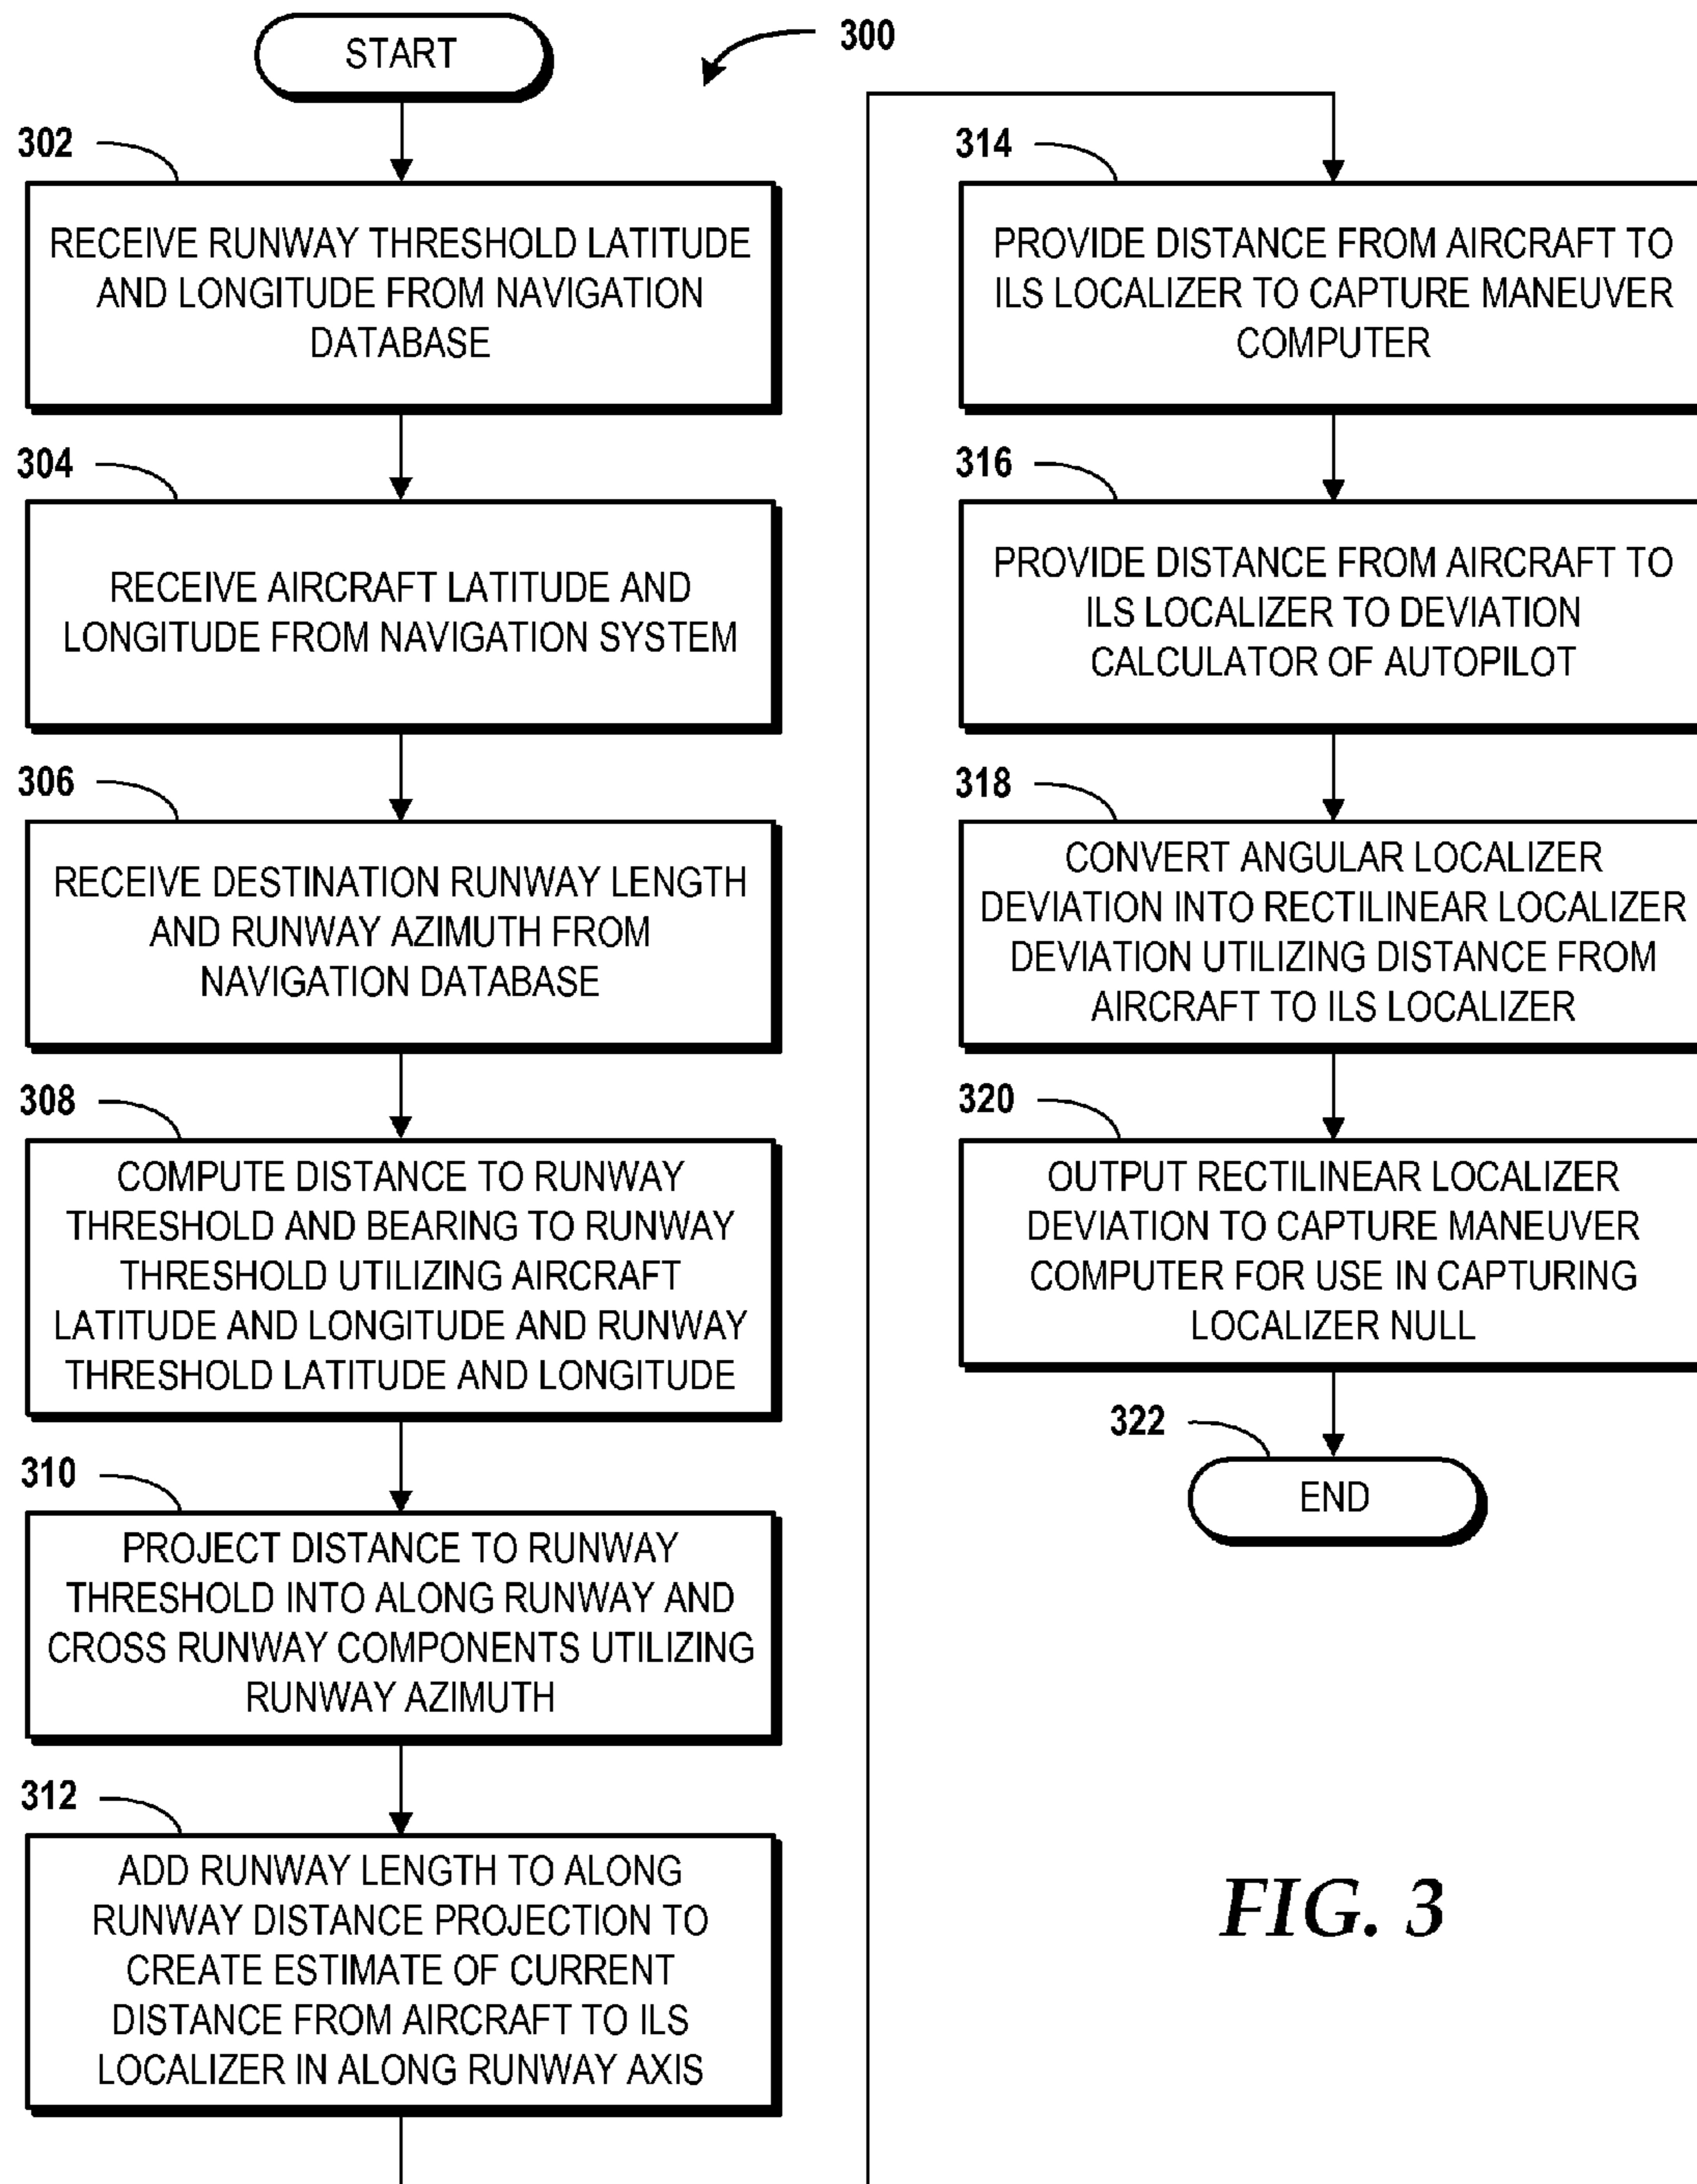 START
300
302
RECEIVE RUNWAY THRESHOLD LATITUDE
AND LONGITUDE FROM NAVIGATION
DATABASE
304
RECEIVE AIRCRAFT LATITUDE AND
LONGITUDE FROM NAVIGATION SYSTEM
306
RECEIVE DESTINATION RUNWAY LENGTH
AND RUNWAY AZIMUTH FROM
NAVIGATION DATABASE
308
COMPUTE DISTANCE TO RUNWAY
THRESHOLD AND BEARING TO RUNWAY
THRESHOLD UTILIZING AIRCRAFT
LATITUDE AND LONGITUDE AND RUNWAY
THRESHOLD LATITUDE AND LONGITUDE
310
PROJECT DISTANCE TO RUNWAY
THRESHOLD INTO ALONG RUNWAY AND
CROSS RUNWAY COMPONENTS UTILIZING
RUNWAY AZIMUTH
312
ADD RUNWAY LENGTH TO ALONG
RUNWAY DISTANCE PROJECTION TO
CREATE ESTIMATE OF CURRENT
DISTANCE FROM AIRCRAFT TO ILS
LOCALIZER IN ALONG RUNWAY AXIS
314
PROVIDE DISTANCE FROM AIRCRAFT TO
ILS LOCALIZER TO CAPTURE MANEUVER
COMPUTER
316
PROVIDE DISTANCE FROM AIRCRAFT TO
ILS LOCALIZER TO DEVIATION
CALCULATOR OF AUTOPILOT
318
CONVERT ANGULAR LOCALIZER
DEVIATION INTO RECTILINEAR LOCALIZER
DEVIATION UTILIZING DISTANCE FROM
AIRCRAFT TO ILS LOCALIZER
320
OUTPUT RECTILINEAR LOCALIZER
DEVIATION TO CAPTURE MANEUVER
COMPUTER FOR USE IN CAPTURING
LOCALIZER NULL
322
END
FIG. 3